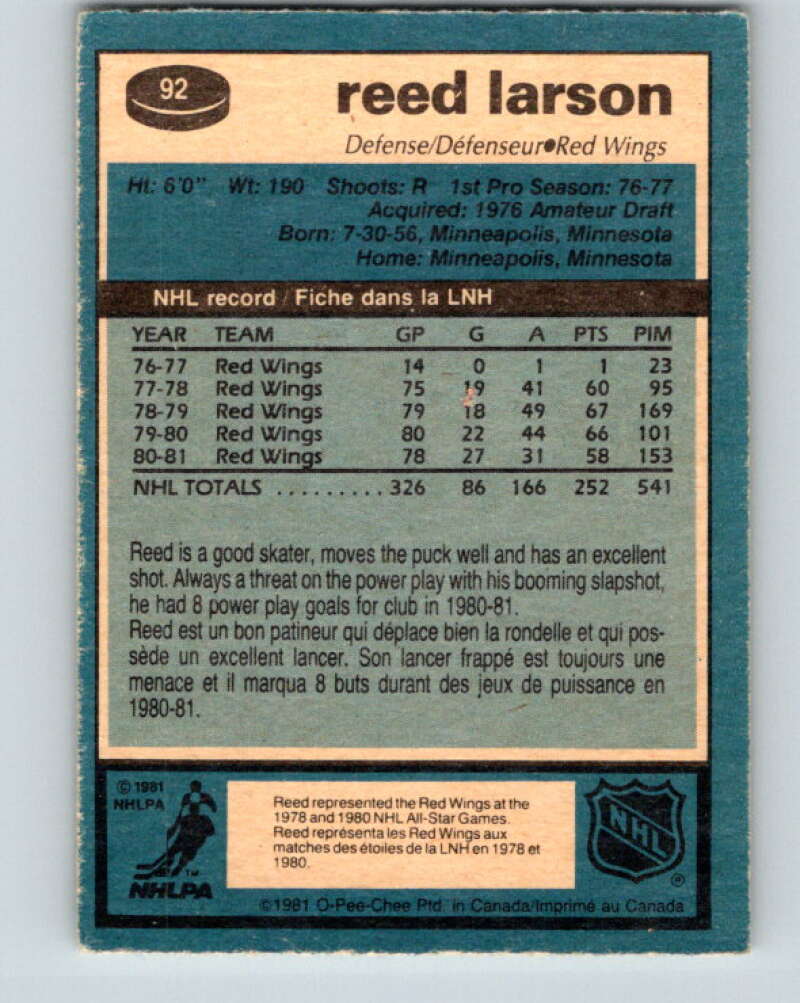 92
reed larson
Defense/Défenseur●Red Wings
Ht: 6'0" Wt: 190 Shoots: R 1st Pro Season: 76-77
Acquired: 1976 Amateur Draft
Born: 7-30-56, Minneapolis, Minnesota
Home: Minneapolis, Minnesota
NHL record / Fiche dans la LNH
YEAR TEAM GP G A PTS PIM
76-77 Red Wings 14 0 1 1 23
77-78 Red Wings 75 19 41 60 95
78-79 Red Wings 79 18 49 67 169
79-80 Red Wings 80 22 44 66 101
80-81 Red Wings 78 27 31 58 153
NHL TOTALS .......... 326 86 166 252 541
Reed is a good skater, moves the puck well and has an excellent
shot. Always a threat on the power play with his booming slapshot,
he had 8 power play goals for club in 1980-81.
Reed est un bon patineur qui déplace bien la rondelle et qui pos-
sède un excellent lancer. Son lancer frappé est toujours une
menace et il marqua 8 buts durant des jeux de puissance en
1980-81.
© 1981
NHLPA
TM
NHLPA
Reed represented the Red Wings at the
1978 and 1980 NHL All-Star Games.
Reed représenta les Red Wings aux
matches des étoiles de la LNH en 1978 et
1980.
NHL
®
©1981 O-Pee-Chee Ptd. in Canada/Imprimé au Canada